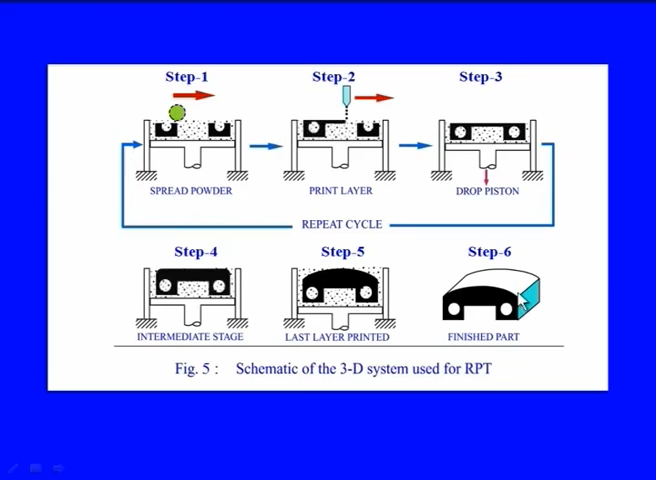 Step-1
Step-2
Step-3
SPREAD POWDER
PRINT LAYER
DROP PISTON
REPEAT CYCLE
Step-4
Step-5
Step-6
INTERMEDIATE STAGE
LAST LAYER PRINTED
FINISHED PART
Fig. 5 : Schematic of the 3-D system used for RPT